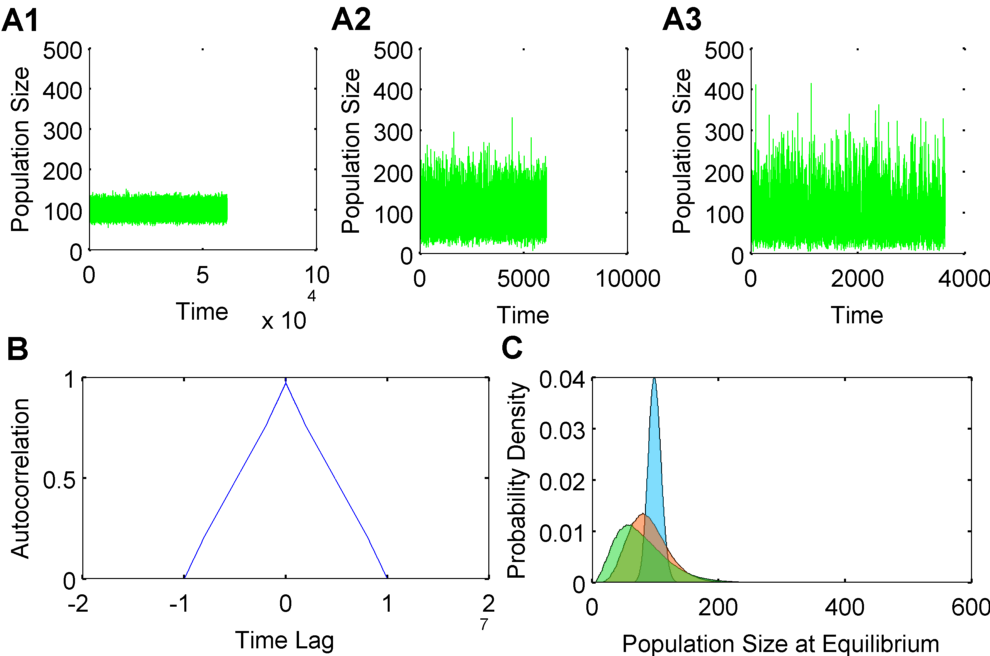 A1 A2 A3
500 500 500
400 400 400
300 300 300
200 200 200
100 100 100
0 0 0
Population Size Population Size Population Size
0 5 10 0 5000 10000 0 2000 4000
Time x 10 4 Time Time
B C
1 0.04
0.03
0.5 0.02
0.01
0 0
Autocorrelation Probability Density
-2 -1 0 1 2 0 200 400 600
7
Time Lag Population Size at Equilibrium